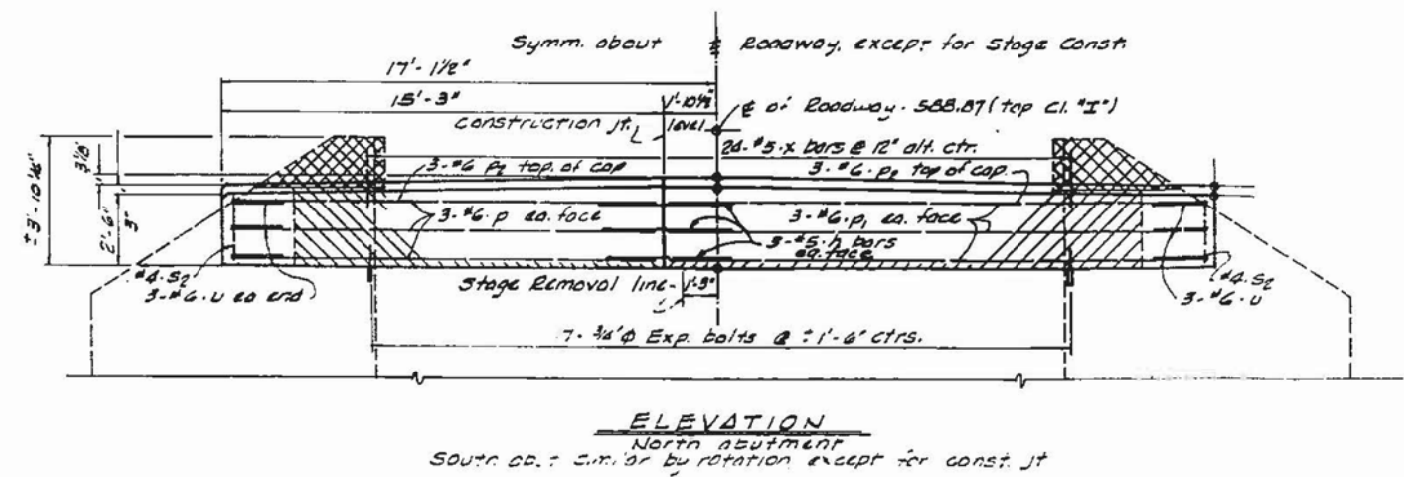 Symm. about ℄ Roadway, except for stage const.
17'-1½"
15'-3"
1'-10½"
℄ of Roadway - 588.87 (top cl. "I")
construction jt.
level
24-#5-x bars @ 12" alt. ctr.
3-#6 p2 top. of cap
3-#6-p2 top of cap.
±3'-10⅛"
3⅛"
2'-6"
3"
3-#6-p ea. face
3-#6-p1 ea. face
3-#5-h bars
ea. face
#4-s2
3-#6-u ea end
#4-s2
3-#6-u
Stage Removal line
1'-3"
7-¾"ϕ Exp. bolts @ ±1'-6" ctrs.
ELEVATION
North abutment
South abut similar by rotation except for const. jt